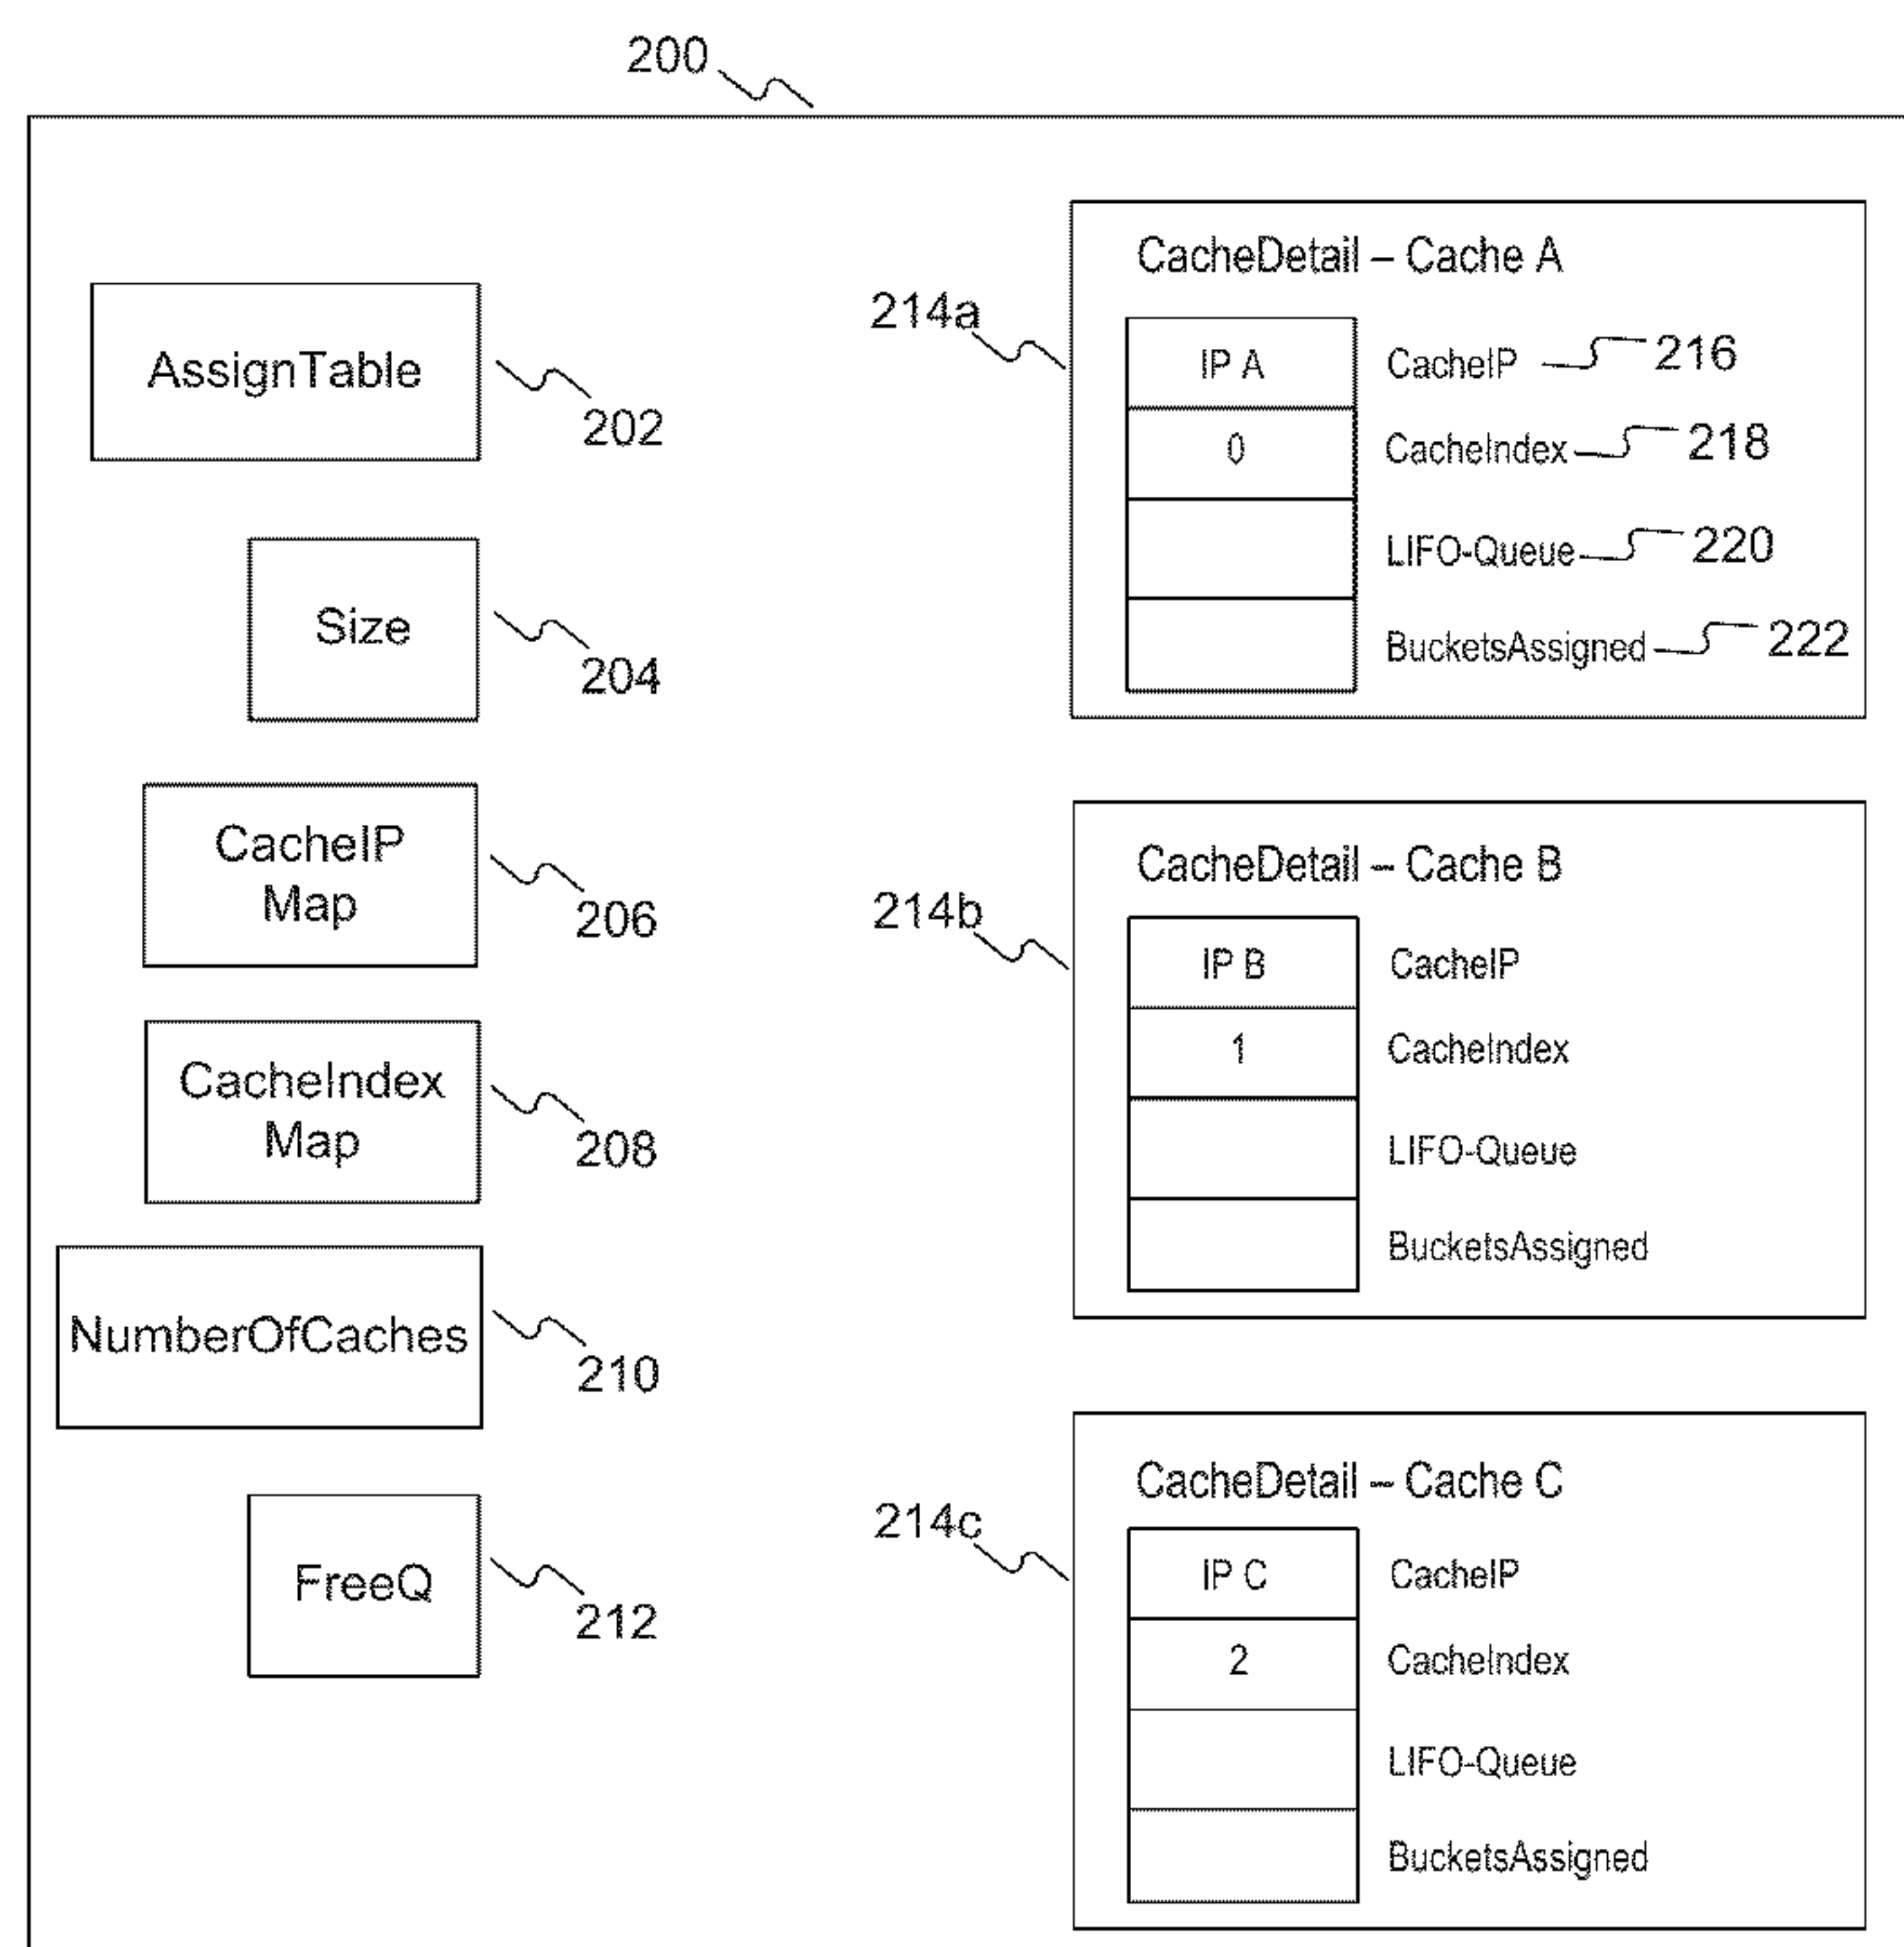 200
AssignTable
202
Size
204
CacheIP
Map
206
CacheIndex
Map
208
NumberOfCaches
210
FreeQ
212
CacheDetail – Cache A
214a
IP A CacheIP 216
0 CacheIndex 218
LIFO-Queue 220
BucketsAssigned 222
CacheDetail – Cache B
214b
IP B CacheIP
1 CacheIndex
LIFO-Queue
BucketsAssigned
CacheDetail – Cache C
214c
IP C CacheIP
2 CacheIndex
LIFO-Queue
BucketsAssigned